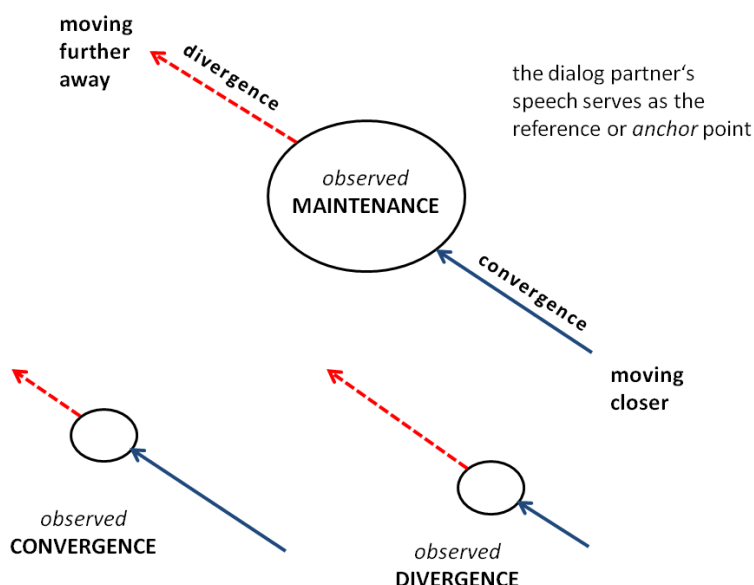 moving
further
away
divergence
the dialog partner‘s
speech serves as the
reference or anchor point
observed
MAINTENANCE
convergence
moving
closer
observed
CONVERGENCE
observed
DIVERGENCE